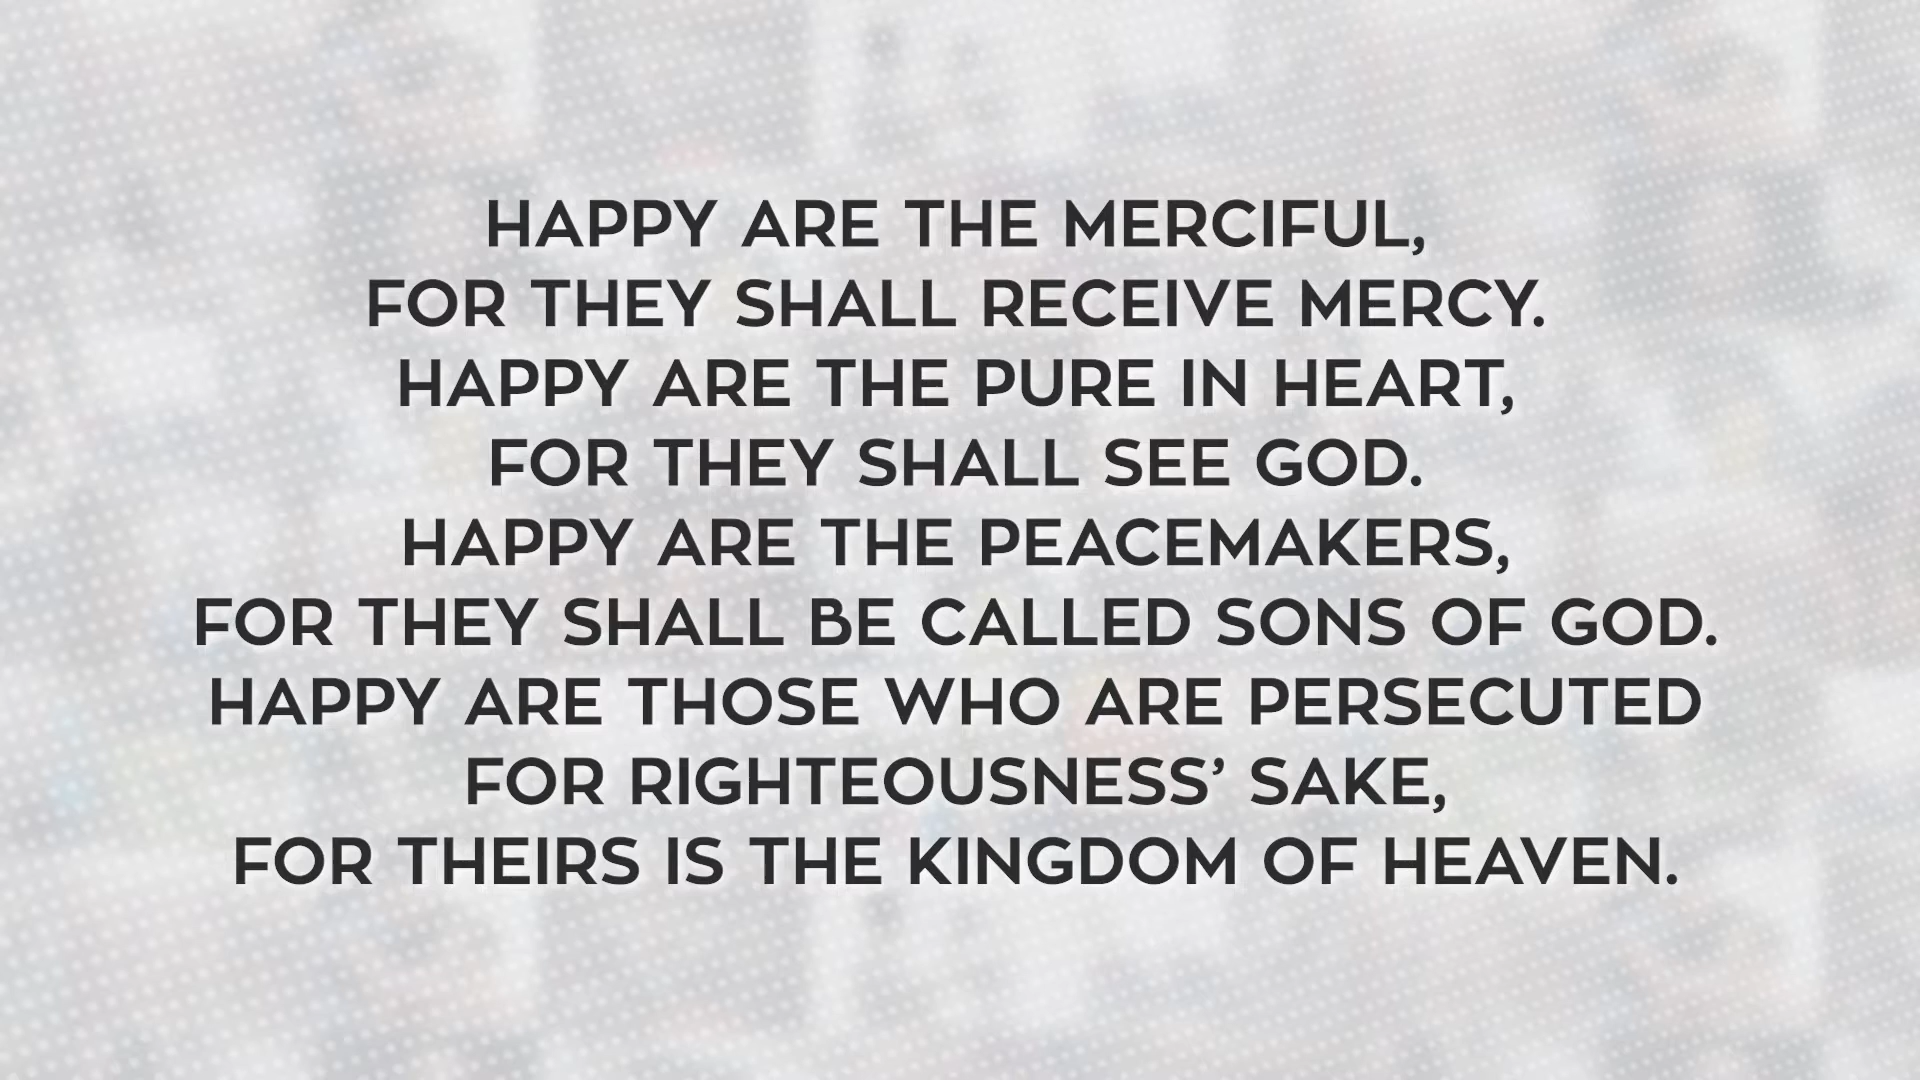 HAPPY ARE THE MERCIFUL,
FOR THEY SHALL RECEIVE MERCY.
HAPPY ARE THE PURE IN HEART,
FOR THEY SHALL SEE GOD.
HAPPY ARE THE PEACEMAKERS,
FOR THEY SHALL BE CALLED SONS OF GOD.
HAPPY ARE THOSE WHO ARE PERSECUTED
FOR RIGHTEOUSNESS’ SAKE,
FOR THEIRS IS THE KINGDOM OF HEAVEN.